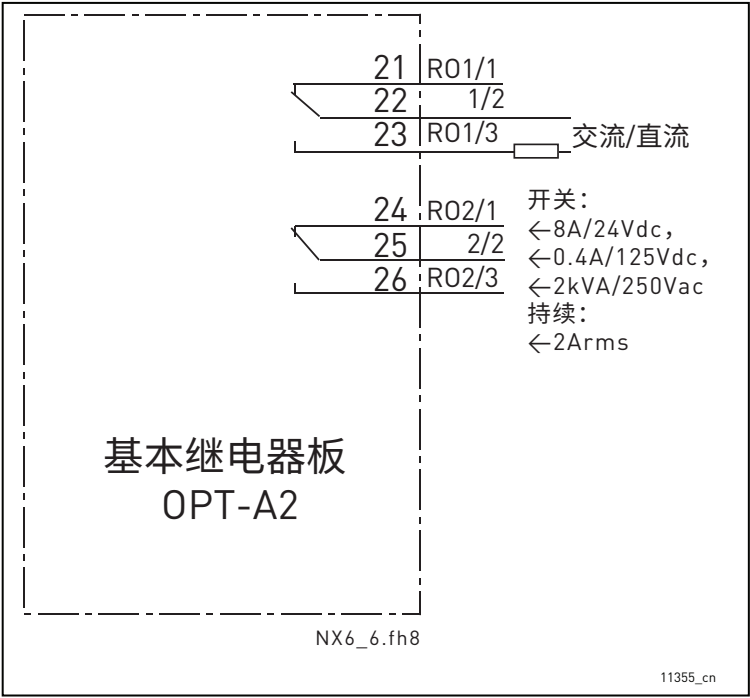 21 RO1/1
22 1/2
23 RO1/3
交流/直流
24 RO2/1
25 2/2
26 RO2/3
开关：
←8A/24Vdc，
←0.4A/125Vdc，
←2kVA/250Vac
持续：
←2Arms
基本继电器板
OPT-A2
NX6_6.fh8
11355_cn